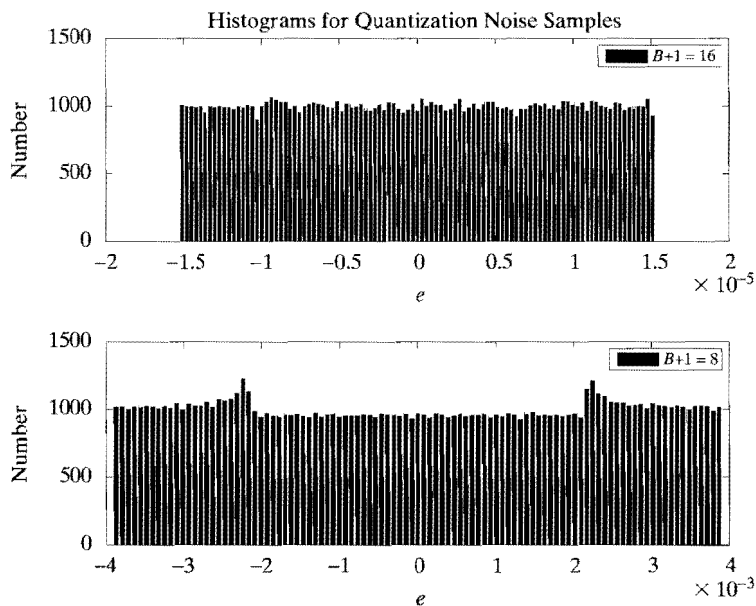 Histograms for Quantization Noise Samples
1500
1000
500
0
Number
B+1 = 16
−2 −1.5 −1 −0.5 0 0.5 1 1.5 2
× 10−5
e
1500
1000
500
0
Number
B+1 = 8
−4 −3 −2 −1 0 1 2 3 4
× 10−3
e